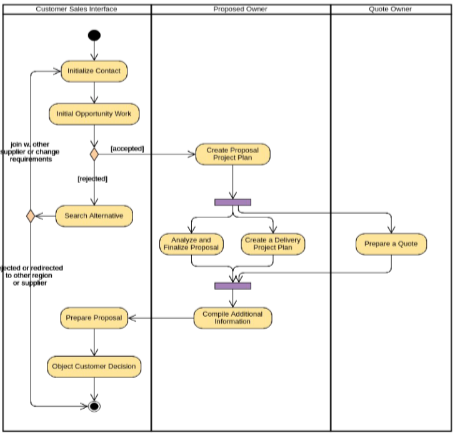 Customer Sales Interface
Proposed Owner
Quote Owner
Initialize Contact
Initial Opportunity Work
join w. other
supplier or change
requirements
[accepted]
Create Proposal
Project Plan
[rejected]
Search Alternative
Analyze and
Finalize Proposal
Create a Delivery
Project Plan
Prepare a Quote
jected or redirected
to other region
or supplier
Prepare Proposal
Compile Additional
Information
Object Customer Decision